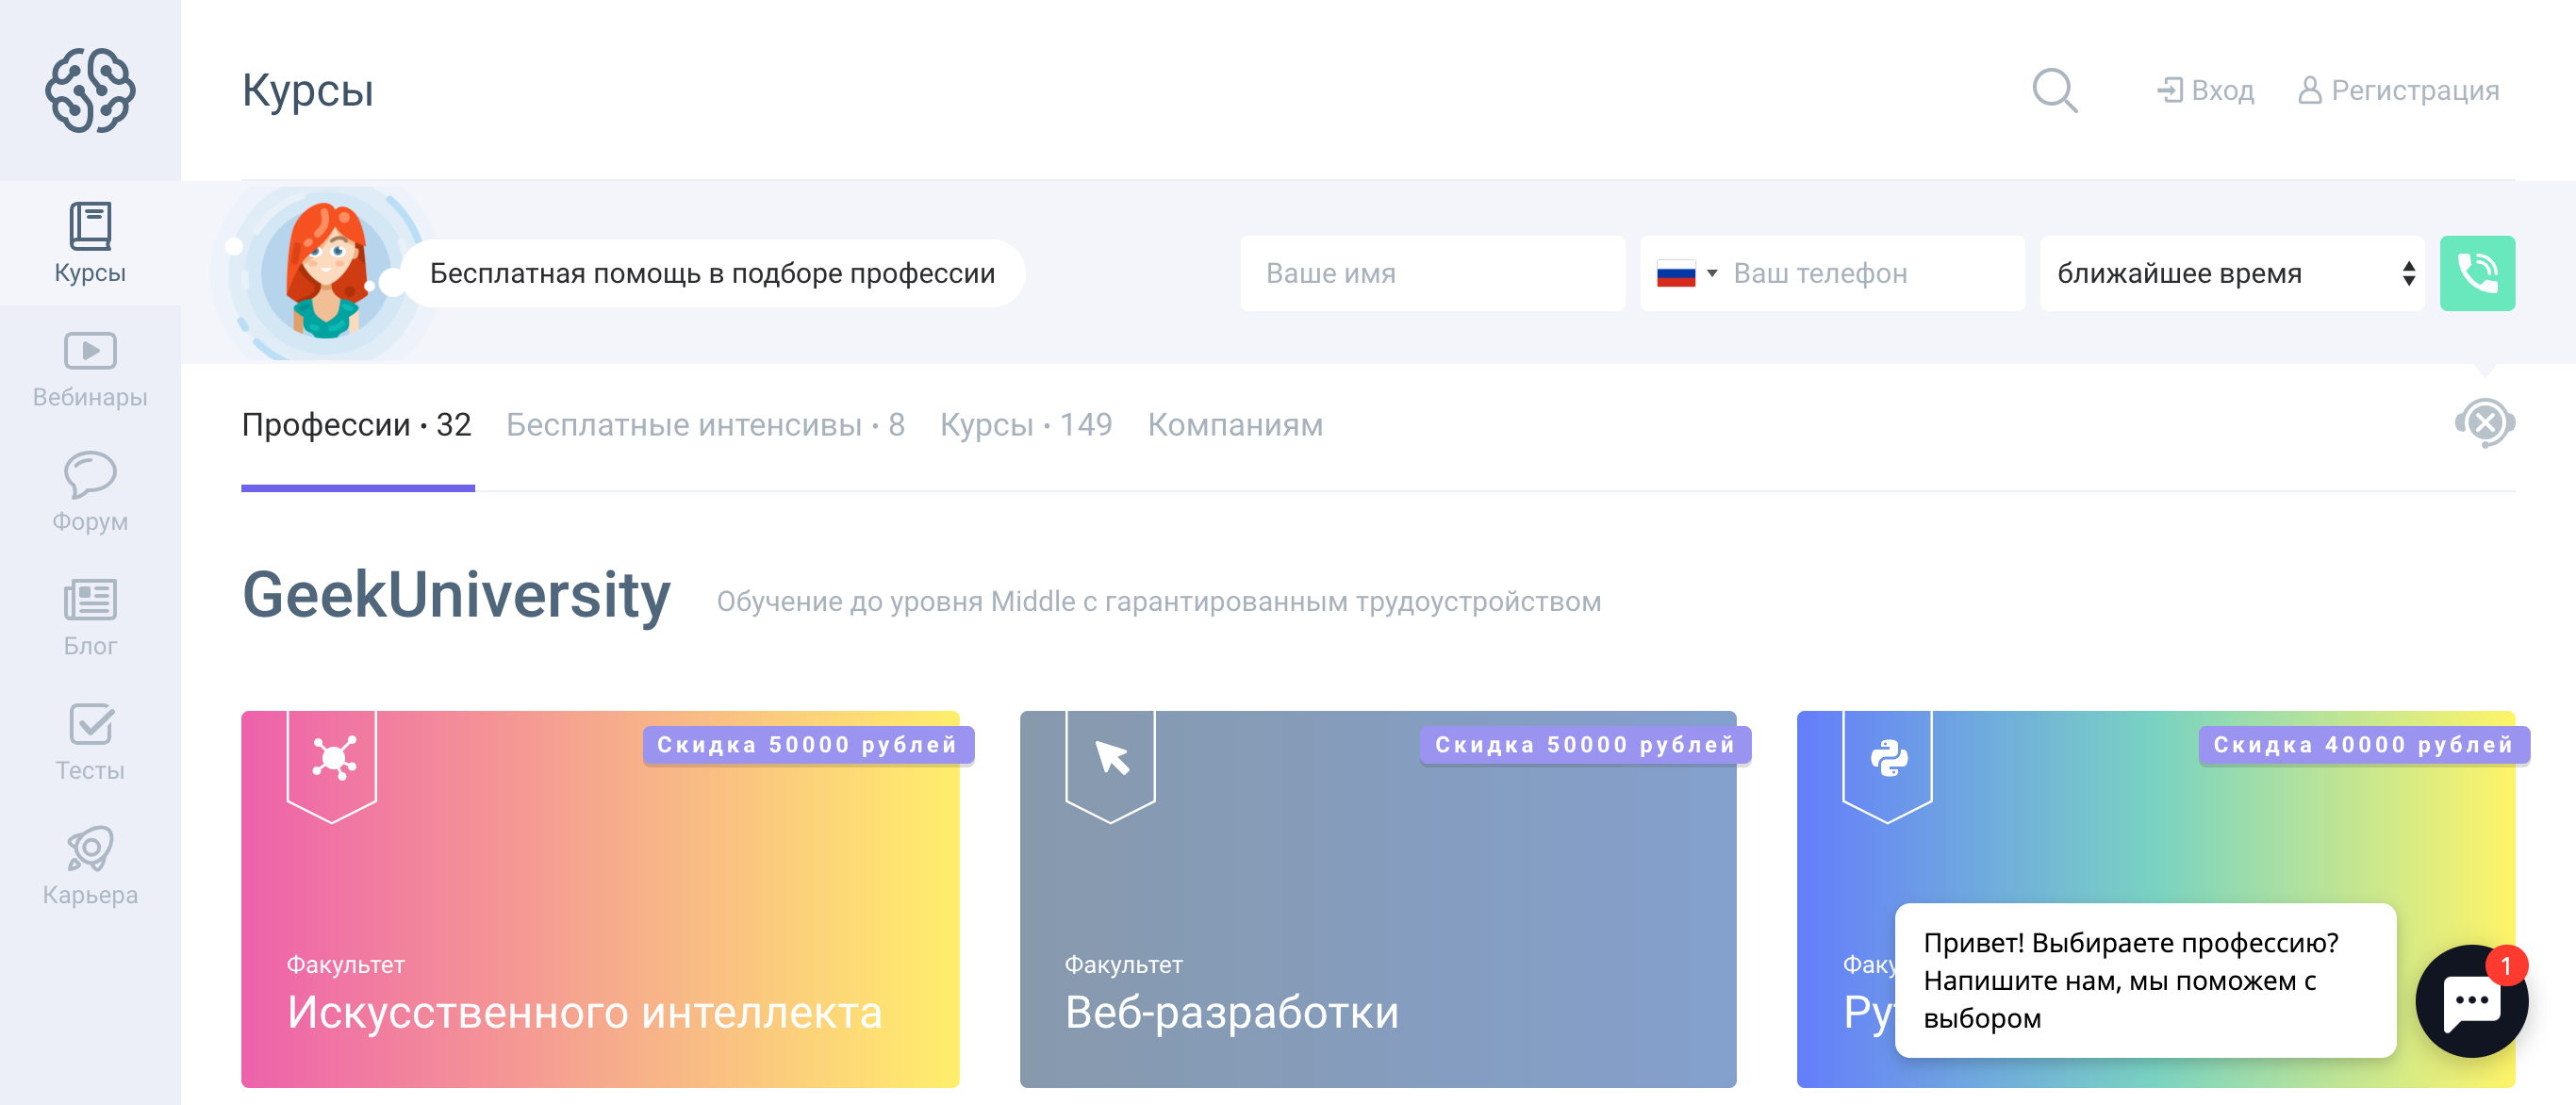 Курсы
Вход
Регистрация
Курсы
Вебинары
Форум
Блог
Тесты
Карьера
Бесплатная помощь в подборе профессии
Ваше имя
Ваш телефон
ближайшее время
Профессии • 32
Бесплатные интенсивы • 8
Курсы • 149
Компаниям
GeekUniversity
Обучение до уровня Middle с гарантированным трудоустройством
Скидка 50000 рублей
Факультет
Искусственного интеллекта
Скидка 50000 рублей
Факультет
Веб-разработки
Скидка 40000 рублей
Привет! Выбираете профессию?
Напишите нам, мы поможем с
выбором
1